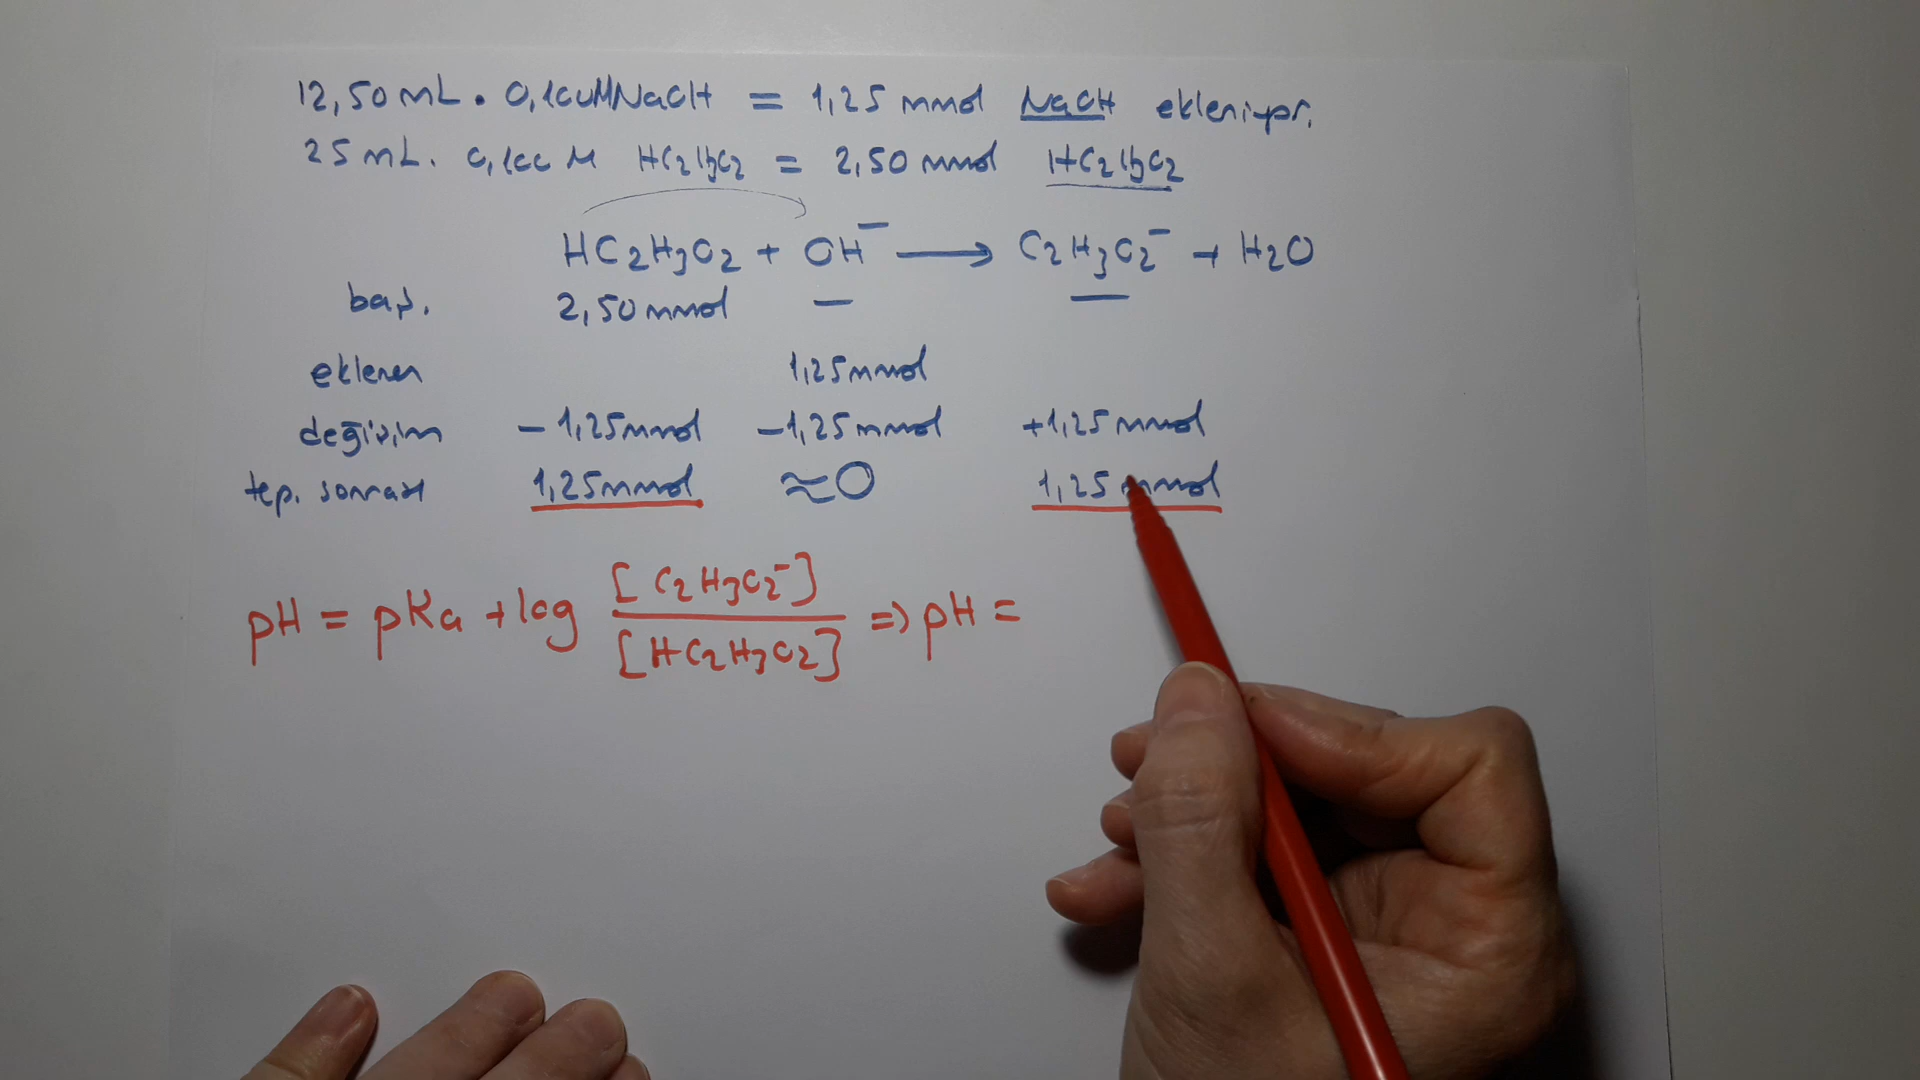 12,50 mL. 0,100M NaOH = 1,25 mmol NaOH ekleniyor.
25 mL. 0,100 M HC2H3O2 = 2,50 mmol HC2H3O2
HC2H3O2 + OH⁻ → C2H3O2⁻ + H2O
baş. 2,50 mmol — —
eklenen 1,25 mmol
değişim -1,25 mmol -1,25 mmol +1,25 mmol
tep. sonrası 1,25 mmol ≈0 1,25 mmol
pH = pKa + log [C2H3O2⁻] / [HC2H3O2] ⇒ pH =